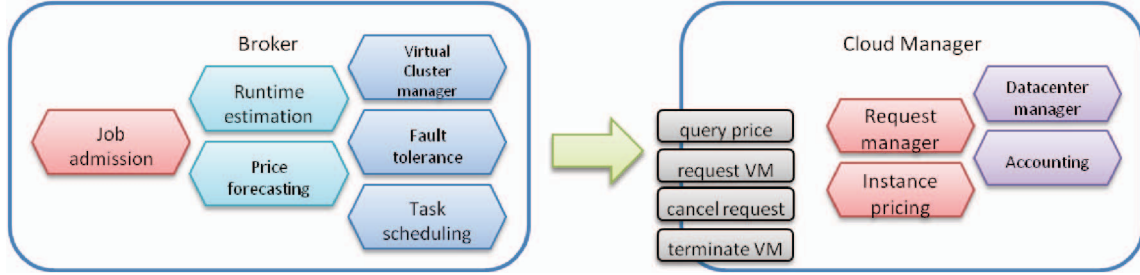 Broker
Job
admission
Runtime
estimation
Price
forecasting
Virtual
Cluster
manager
Fault
tolerance
Task
scheduling
Cloud Manager
query price
request VM
cancel request
terminate VM
Request
manager
Instance
pricing
Datacenter
manager
Accounting